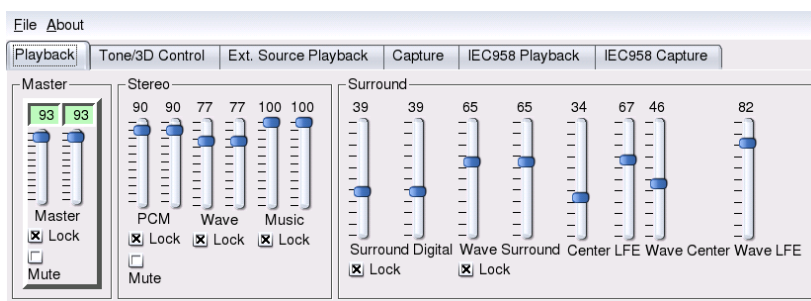 File About
Playback Tone/3D Control Ext. Source Playback Capture IEC958 Playback IEC958 Capture
Master
93 93
Master
Lock
Mute
Stereo
90 90 77 77 100 100
PCM Wave Music
Lock Lock Lock
Mute
Surround
39 39 65 65 34 67 46 82
Surround Digital Wave Surround Center LFE Wave Center Wave LFE
Lock Lock